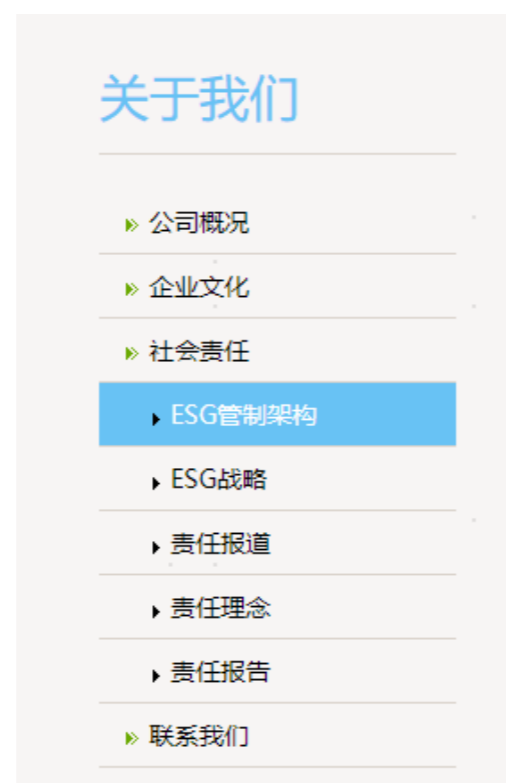 关于我们
公司概况
企业文化
社会责任
ESG管制架构
ESG战略
责任报道
责任理念
责任报告
联系我们